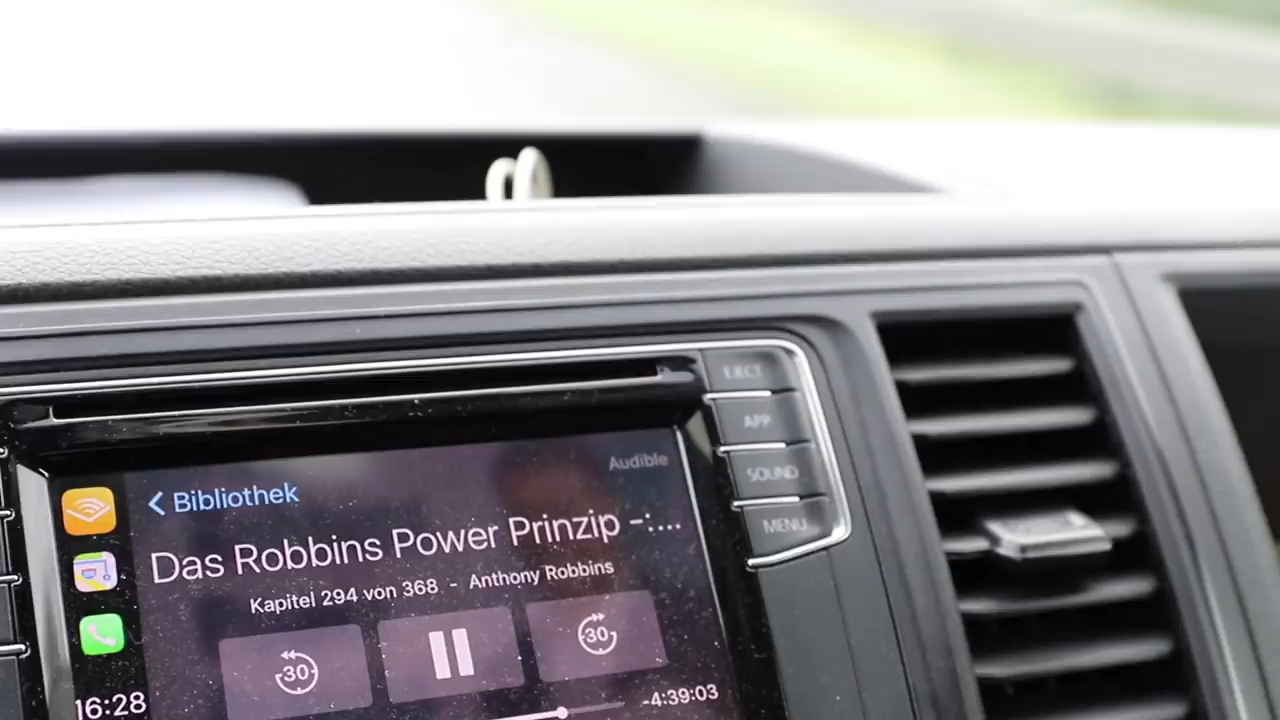 EJECT
APP
SOUND
MENU
Audible
Bibliothek
Das Robbins Power Prinzip -:...
Kapitel 294 von 368 - Anthony Robbins
30
30
16:28
-4:39:03